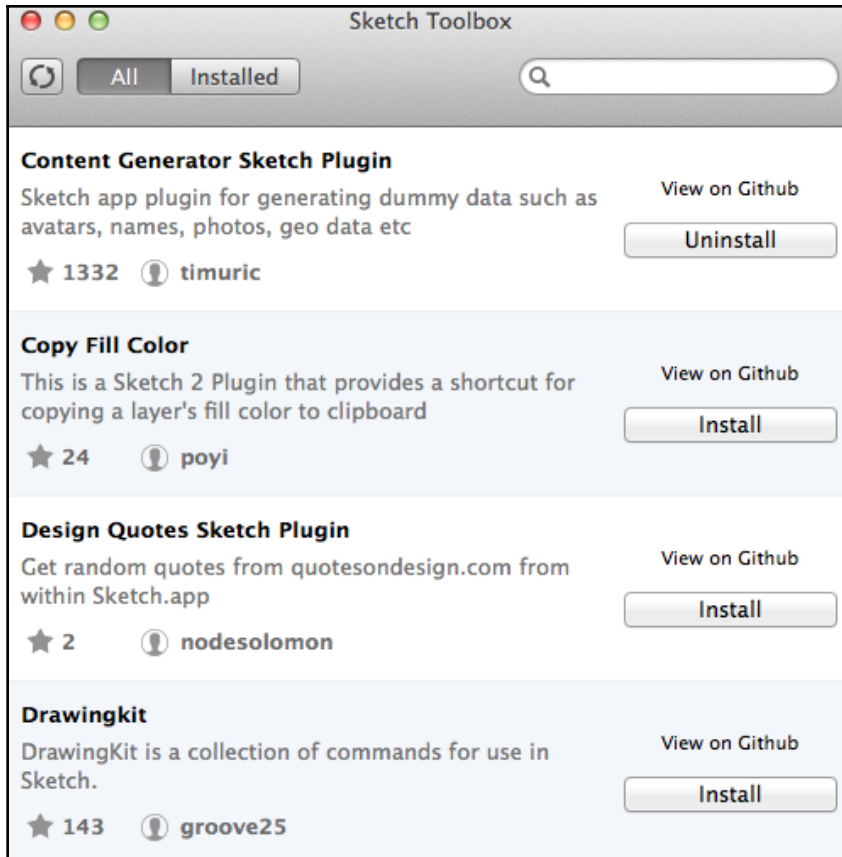 Sketch Toolbox
All Installed
Content Generator Sketch Plugin
Sketch app plugin for generating dummy data such as
avatars, names, photos, geo data etc
1332 timuric
View on Github
Uninstall
Copy Fill Color
This is a Sketch 2 Plugin that provides a shortcut for
copying a layer's fill color to clipboard
24 poyi
View on Github
Install
Design Quotes Sketch Plugin
Get random quotes from quotesondesign.com from
within Sketch.app
2 nodesolomon
View on Github
Install
Drawingkit
DrawingKit is a collection of commands for use in
Sketch.
143 groove25
View on Github
Install